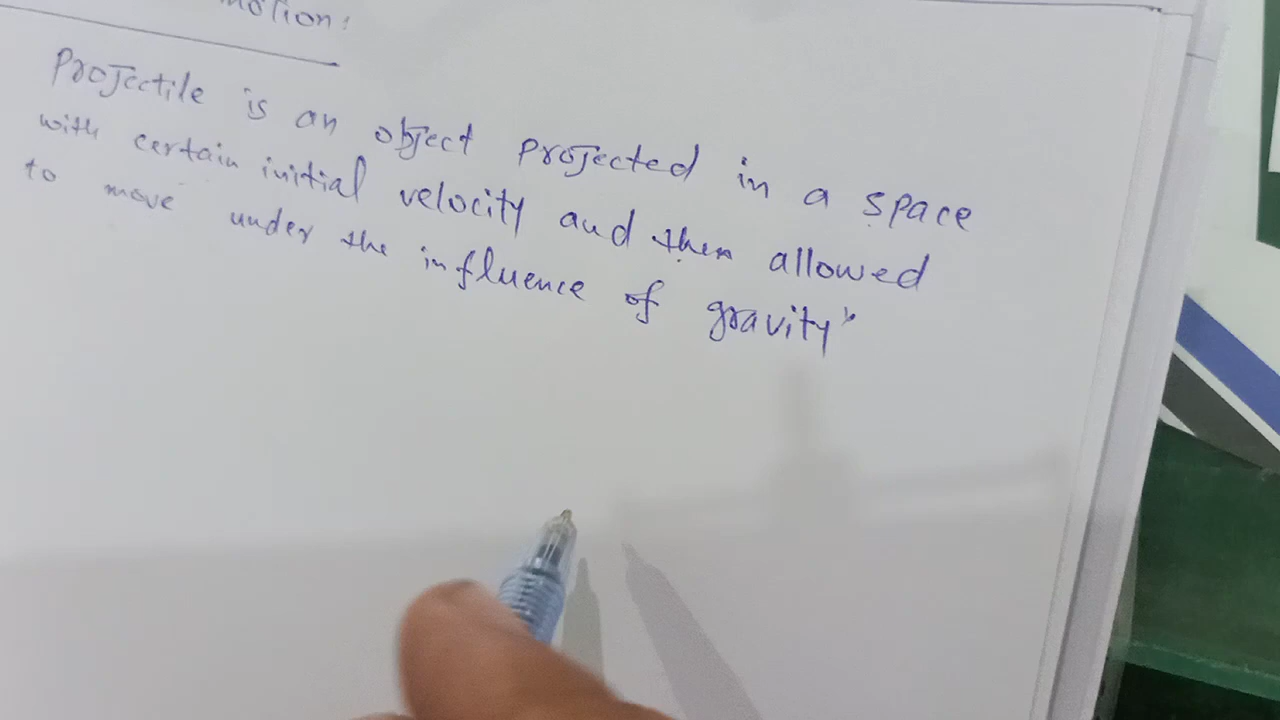 motion:
Projectile is an object projected in a space
with certain initial velocity and then allowed
to move under the influence of gravity"